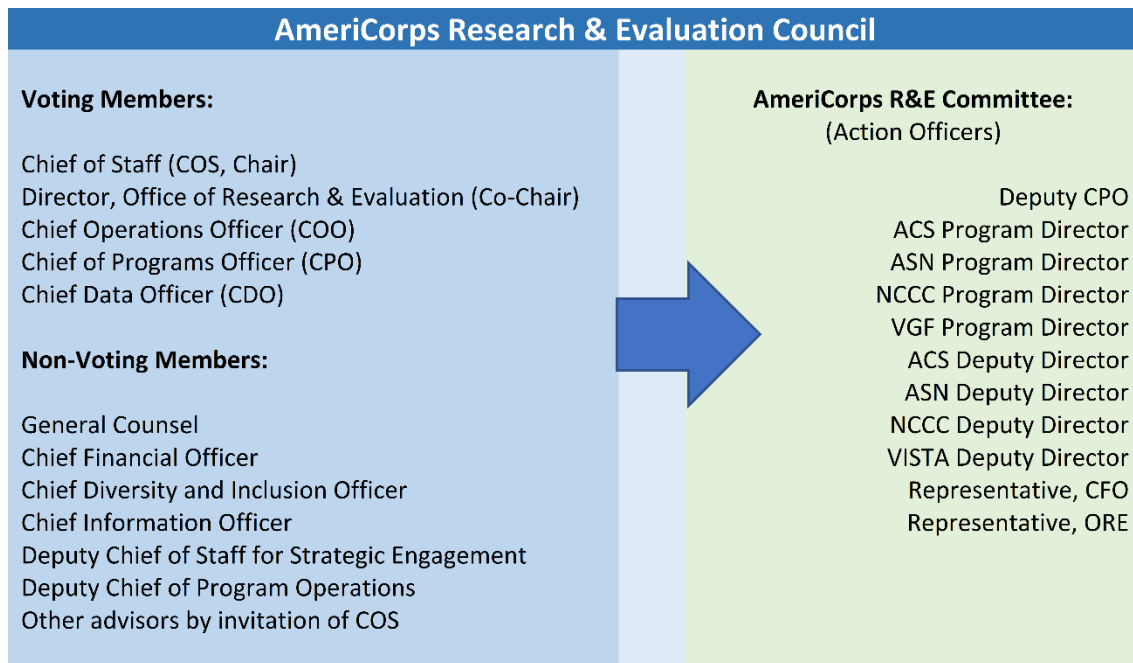 AmeriCorps Research & Evaluation Council
Voting Members:
Chief of Staff (COS, Chair)
Director, Office of Research & Evaluation (Co-Chair)
Chief Operations Officer (COO)
Chief of Programs Officer (CPO)
Chief Data Officer (CDO)
Non-Voting Members:
General Counsel
Chief Financial Officer
Chief Diversity and Inclusion Officer
Chief Information Officer
Deputy Chief of Staff for Strategic Engagement
Deputy Chief of Program Operations
Other advisors by invitation of COS
AmeriCorps R&E Committee:
(Action Officers)
Deputy CPO
ACS Program Director
ASN Program Director
NCCC Program Director
VGF Program Director
ACS Deputy Director
ASN Deputy Director
NCCC Deputy Director
VISTA Deputy Director
Representative, CFO
Representative, ORE